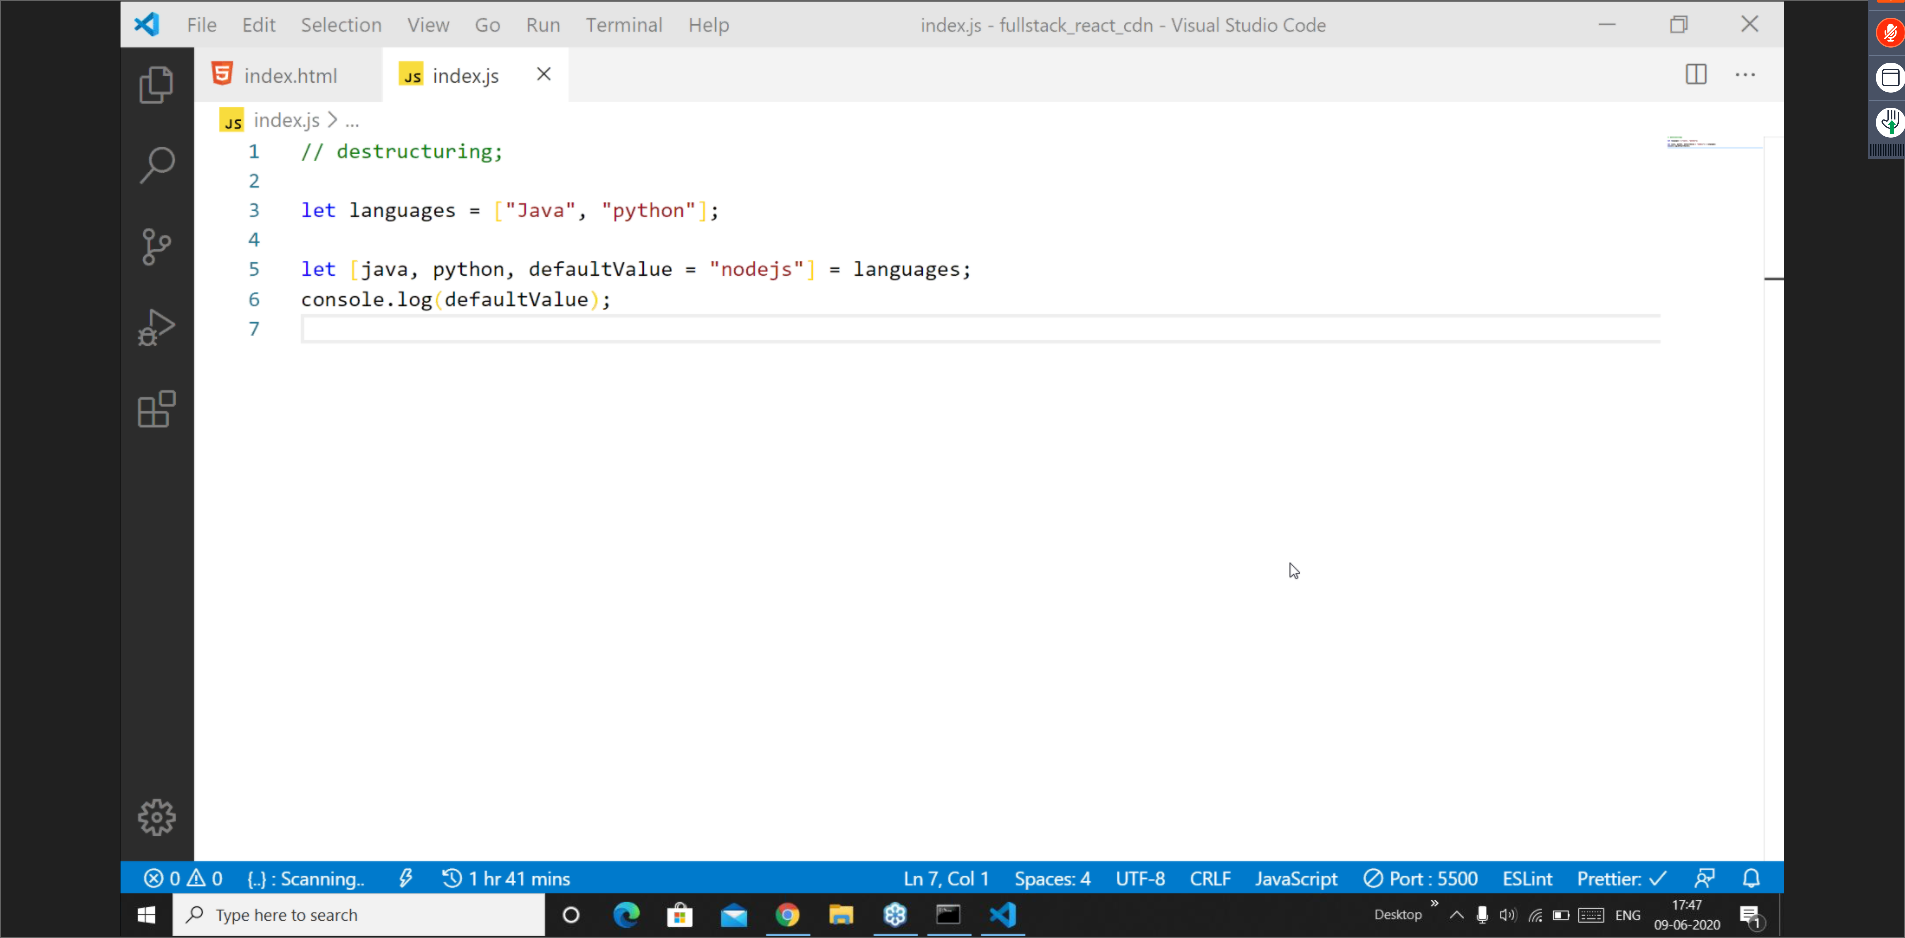 File Edit Selection View Go Run Terminal Help index.js - fullstack_react_cdn - Visual Studio Code
index.html JS index.js
JS index.js > ...
1 // destructuring;
2
3 let languages = ["Java", "python"];
4
5 let [java, python, defaultValue = "nodejs"] = languages;
6 console.log(defaultValue);
7
0 0 {..} : Scanning.. 1 hr 41 mins Ln 7, Col 1 Spaces: 4 UTF-8 CRLF JavaScript Port : 5500 ESLint Prettier: ✓
Type here to search Desktop » ENG 17:47
09-06-2020 1